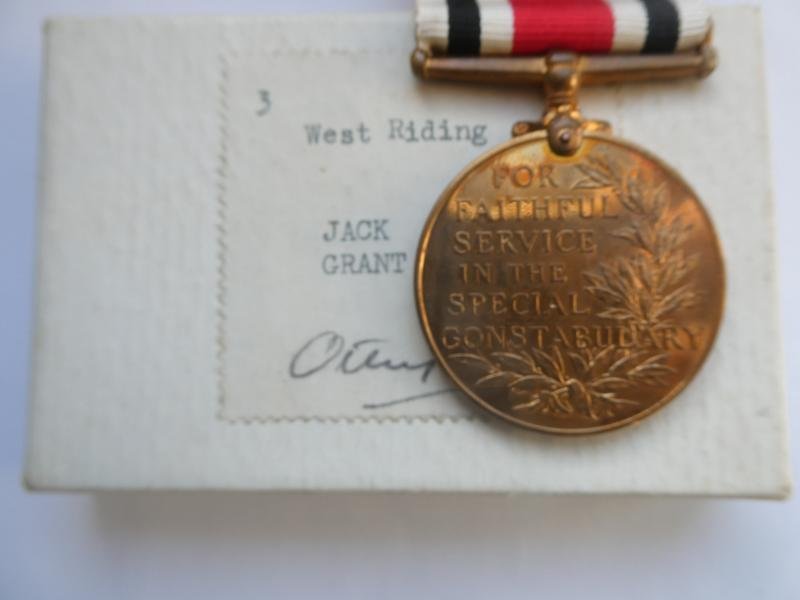 3
West Riding
JACK
GRANT
FOR
FAITHFUL
SERVICE
IN THE
SPECIAL
CONSTABULARY